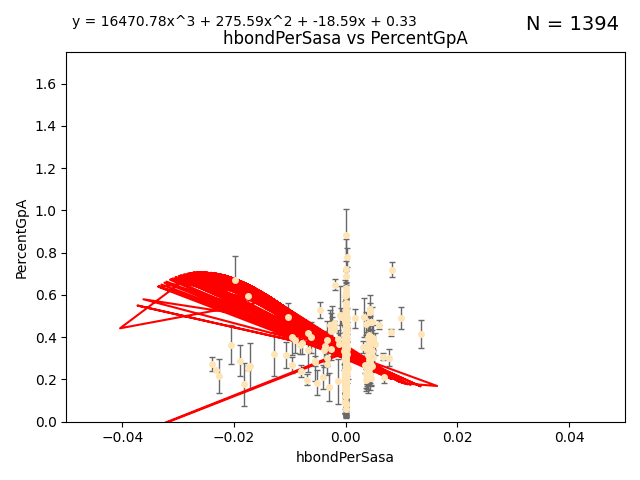 y = 16470.78x^3 + 275.59x^2 + -18.59x + 0.33
N = 1394
hbondPerSasa vs PercentGpA
PercentGpA
1.6
1.4
1.2
1.0
0.8
0.6
0.4
0.2
0.0
−0.04
−0.02
0.00
0.02
0.04
hbondPerSasa